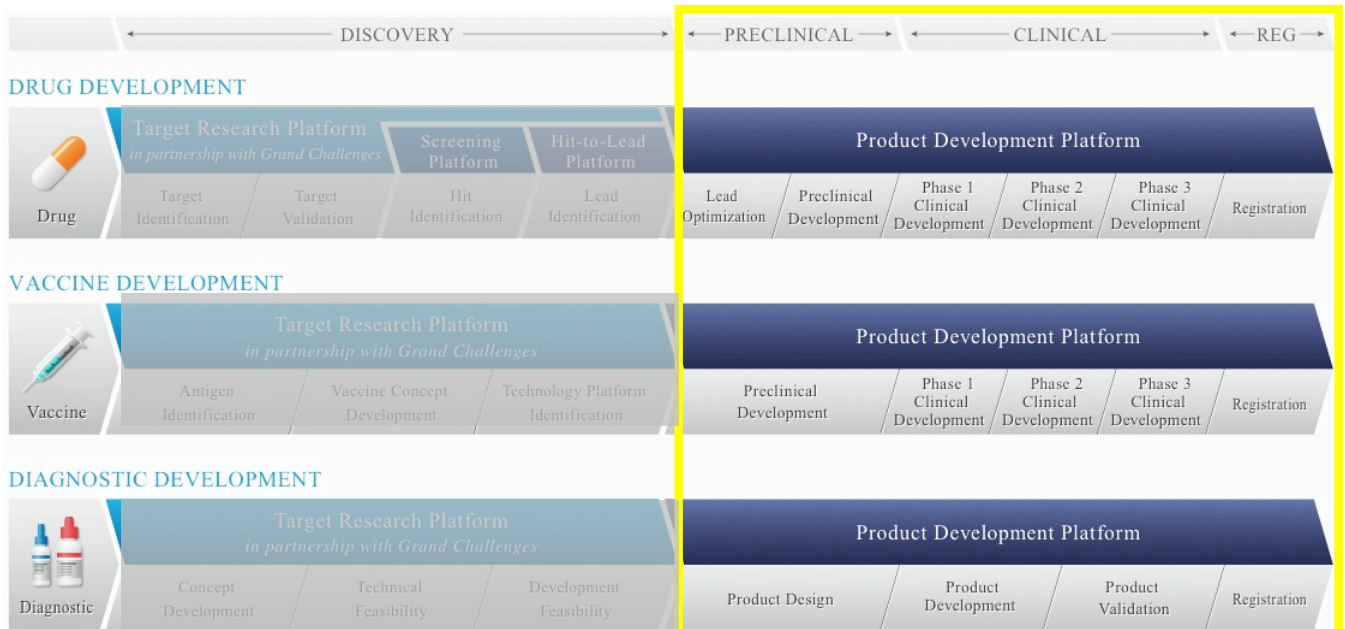 DISCOVERY
PRECLINICAL
CLINICAL
REG
DRUG DEVELOPMENT
Drug
Target Research Platform
in partnership with Grand Challenges
Screening
Platform
Hit-to-Lead
Platform
Product Development Platform
Target
Identification
Target
Validation
Hit
Identification
Lead
Identification
Lead
Optimization
Preclinical
Development
Phase 1
Clinical
Development
Phase 2
Clinical
Development
Phase 3
Clinical
Development
Registration
VACCINE DEVELOPMENT
Vaccine
Target Research Platform
in partnership with Grand Challenges
Product Development Platform
Antigen
Identification
Vaccine Concept
Development
Technology Platform
Identification
Preclinical
Development
Phase 1
Clinical
Development
Phase 2
Clinical
Development
Phase 3
Clinical
Development
Registration
DIAGNOSTIC DEVELOPMENT
Diagnostic
Target Research Platform
in partnership with Grand Challenges
Product Development Platform
Concept
Development
Technical
Feasibility
Development
Feasibility
Product Design
Product
Development
Product
Validation
Registration